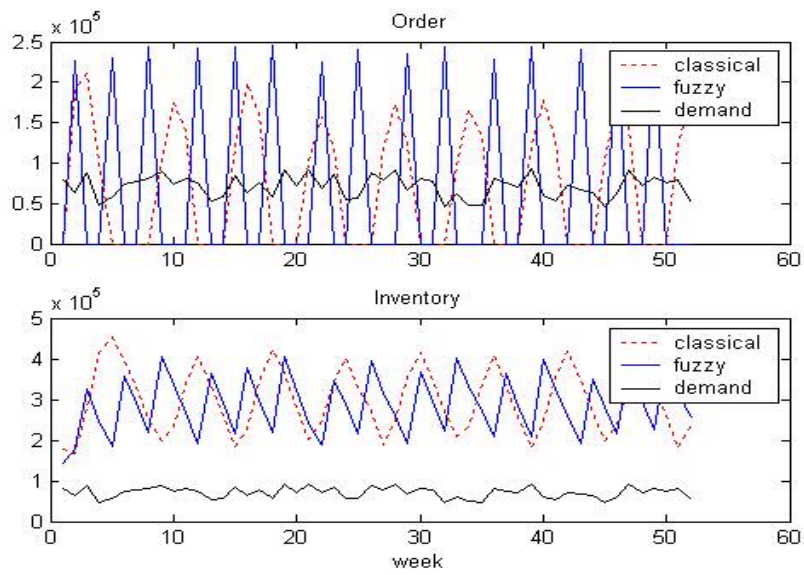 x 10^5
Order
2.5
2
1.5
1
0.5
0
classical
fuzzy
demand
0 10 20 30 40 50 60
x 10^5
Inventory
5
4
3
2
1
0
classical
fuzzy
demand
0 10 20 30 40 50 60
week